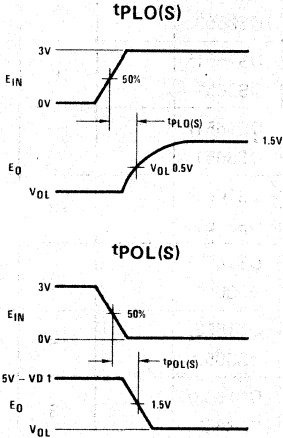 tPLO(S)
3V
EIN
50%
0V
tPLO(S)
1.5V
EO
VOL 0.5V
VOL
tPOL(S)
3V
EIN
50%
0V
tPOL(S)
5V - VD 1
EO
1.5V
VOL